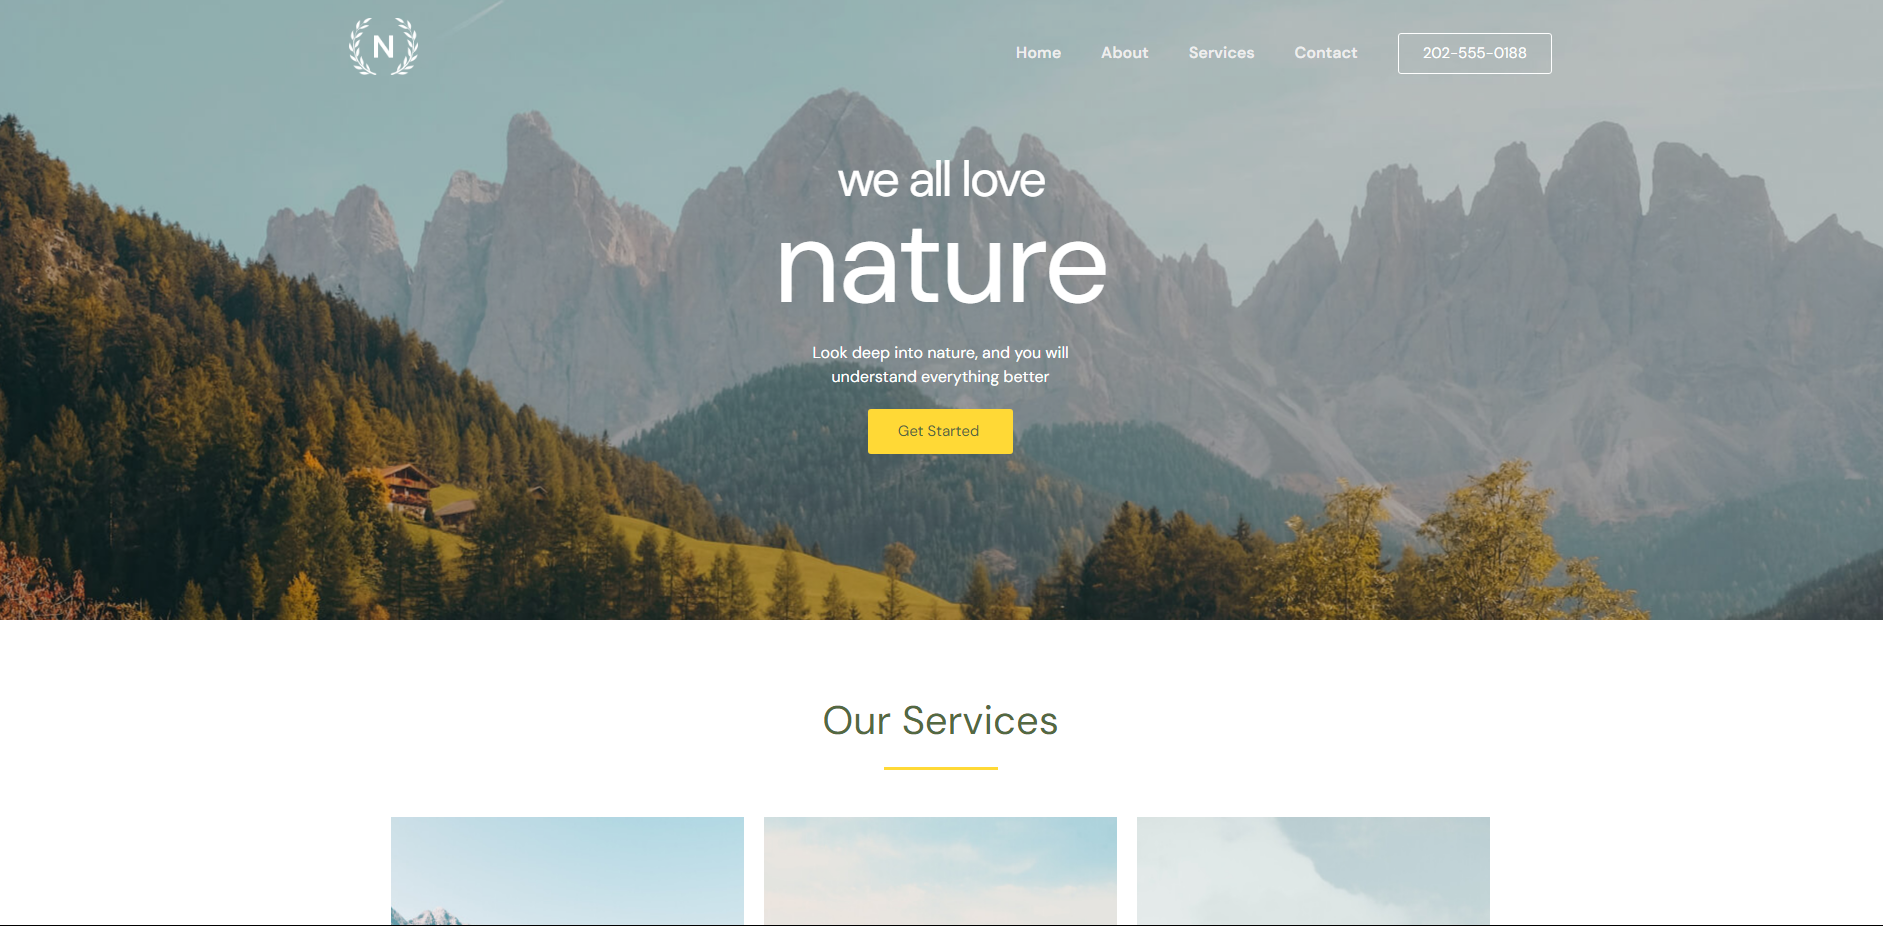 N
Home About Services Contact 202-555-0188
we all love
nature
Look deep into nature, and you will
understand everything better
Get Started
Our Services